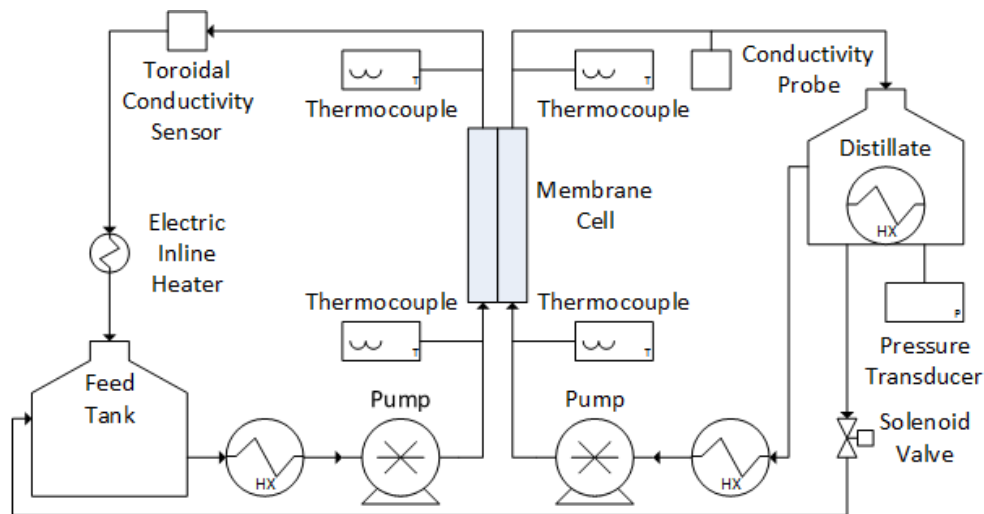 Toroidal
Conductivity
Sensor
T
Thermocouple
T
Thermocouple
Conductivity
Probe
Distillate
HX
Membrane
Cell
Electric
Inline
Heater
Thermocouple
T
Thermocouple
T
P
Pressure
Transducer
Feed
Tank
Pump
Pump
HX
HX
Solenoid
Valve